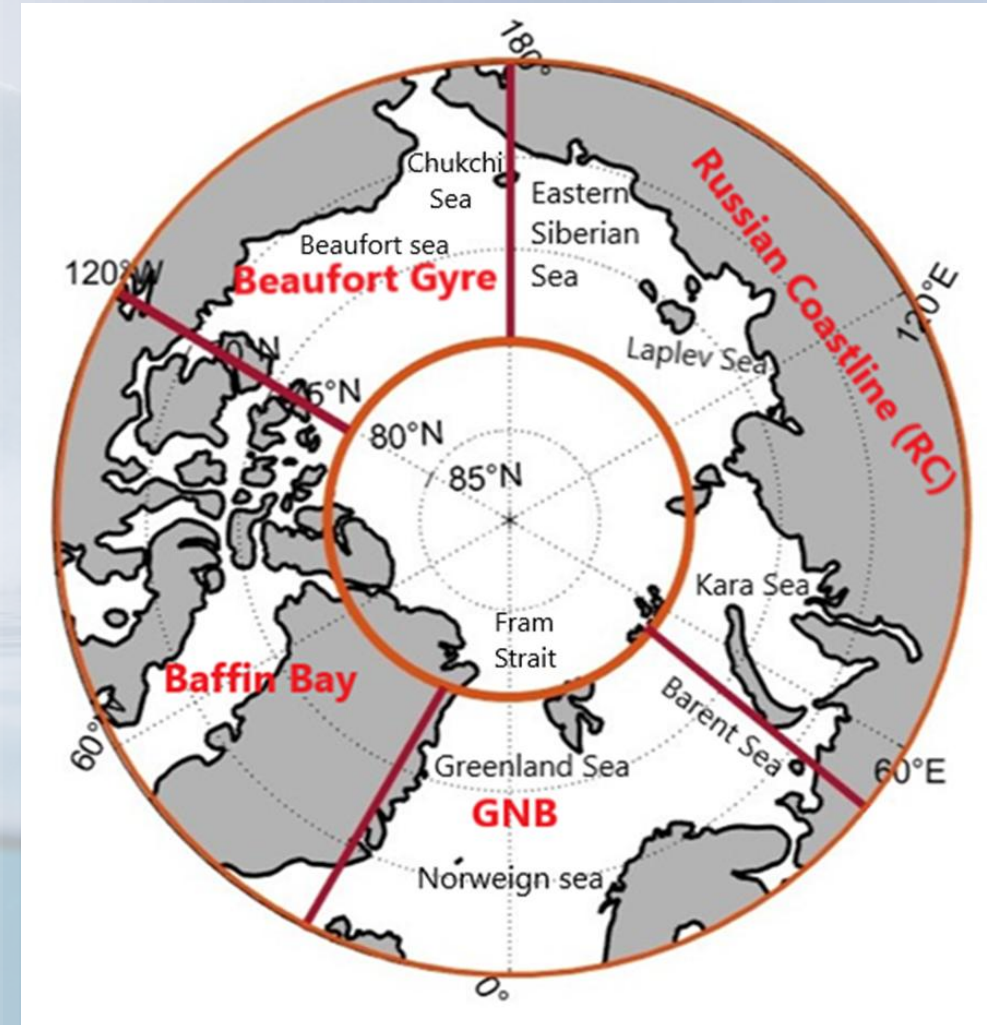 180°
Chukchi
Sea
Eastern
Siberian
Sea
Beaufort sea
Beaufort Gyre
Russian Coastline (RC)
120°W
120°E
Laplev Sea
80°N
85°N
Kara Sea
Fram
Strait
Baffin Bay
Barent Sea
60°W
60°E
Greenland Sea
GNB
Norweign sea
0°